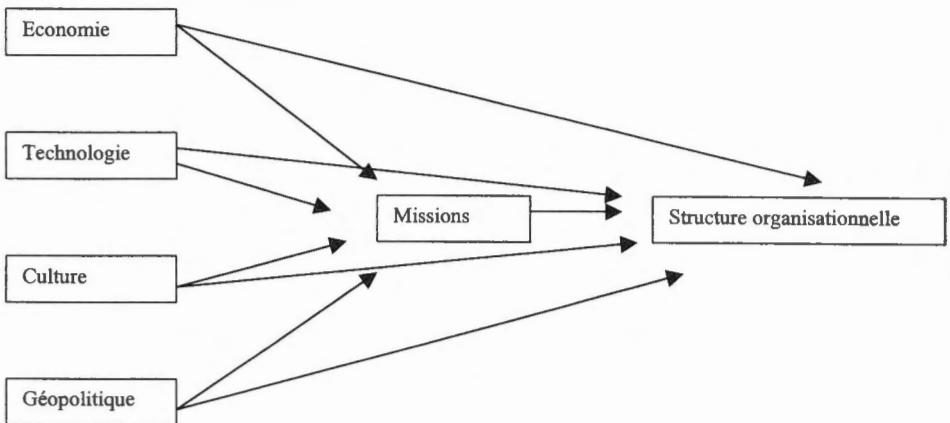 Economie
Technologie
Missions
Structure organisationnelle
Culture
Géopolitique